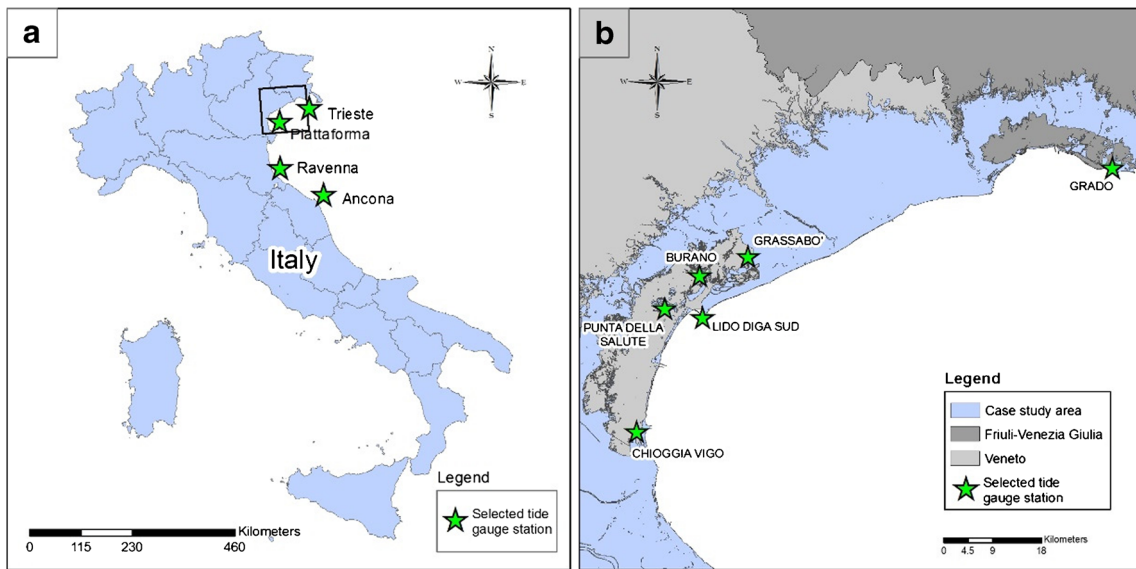 a
N
W E
S
Trieste
Piattaforma
Ravenna
Ancona
Italy
Legend
Selected tide
gauge station
Kilometers
0 115 230 460
b
N
W E
S
GRADO
GRASSABO'
BURANO
PUNTA DELLA
SALUTE
LIDO DIGA SUD
CHIOGGIA VIGO
Legend
Case study area
Friuli-Venezia Giulia
Veneto
Selected tide
gauge station
Kilometers
0 4.5 9 18